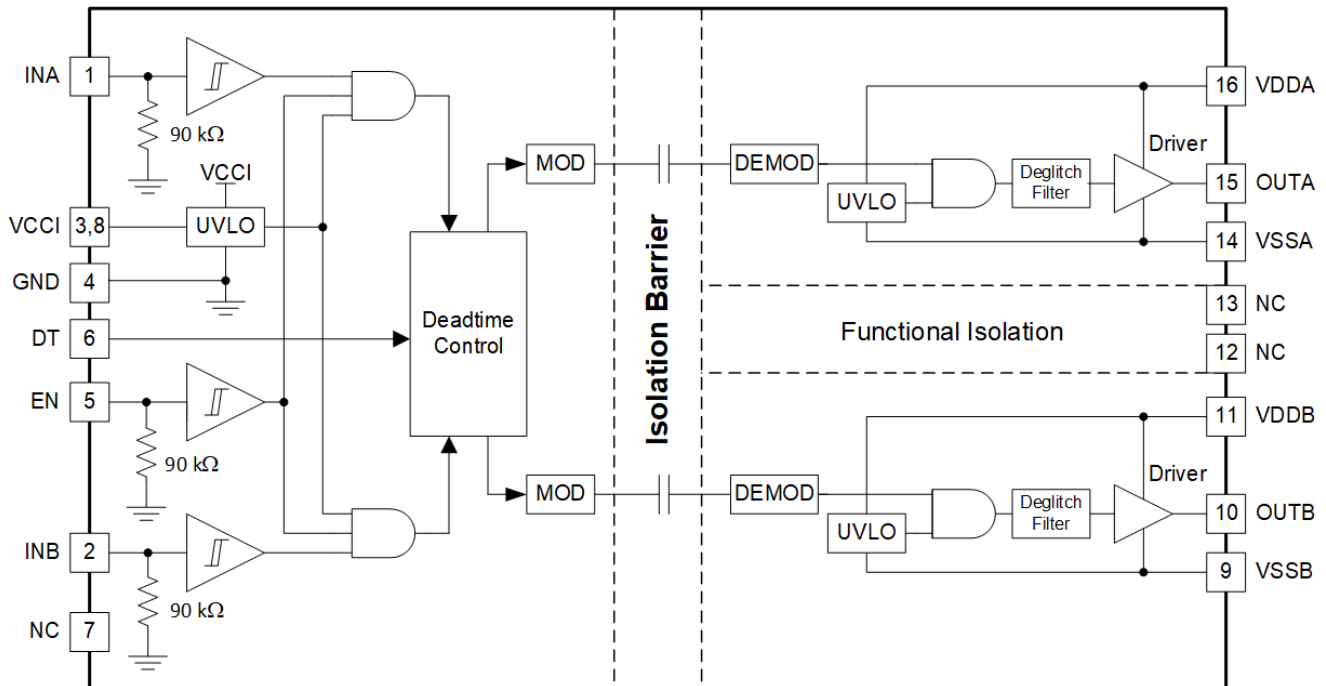 INA
1
90 kΩ
VCCI
VCCI
3,8
UVLO
GND
4
DT
6
EN
5
90 kΩ
INB
2
90 kΩ
NC
7
Deadtime
Control
MOD
MOD
Isolation Barrier
DEMOD
UVLO
Deglitch
Filter
Driver
16
VDDA
15
OUTA
14
VSSA
13
NC
Functional Isolation
12
NC
11
VDDB
DEMOD
UVLO
Deglitch
Filter
Driver
10
OUTB
9
VSSB